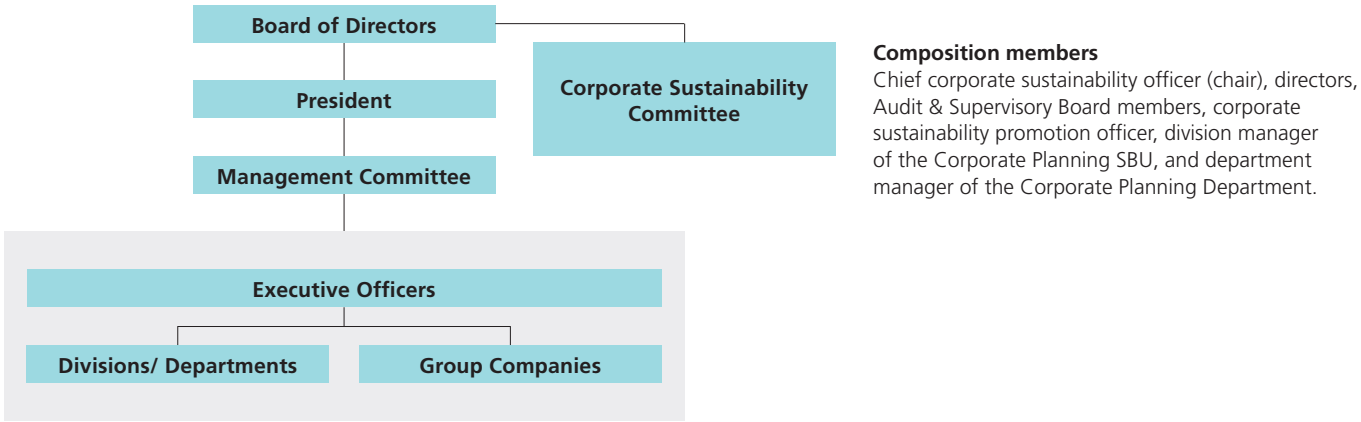 Board of Directors
President
Management Committee
Corporate Sustainability
Committee
Composition members
Chief corporate sustainability officer (chair), directors,
Audit & Supervisory Board members, corporate
sustainability promotion officer, division manager
of the Corporate Planning SBU, and department
manager of the Corporate Planning Department.
Executive Officers
Divisions/ Departments
Group Companies